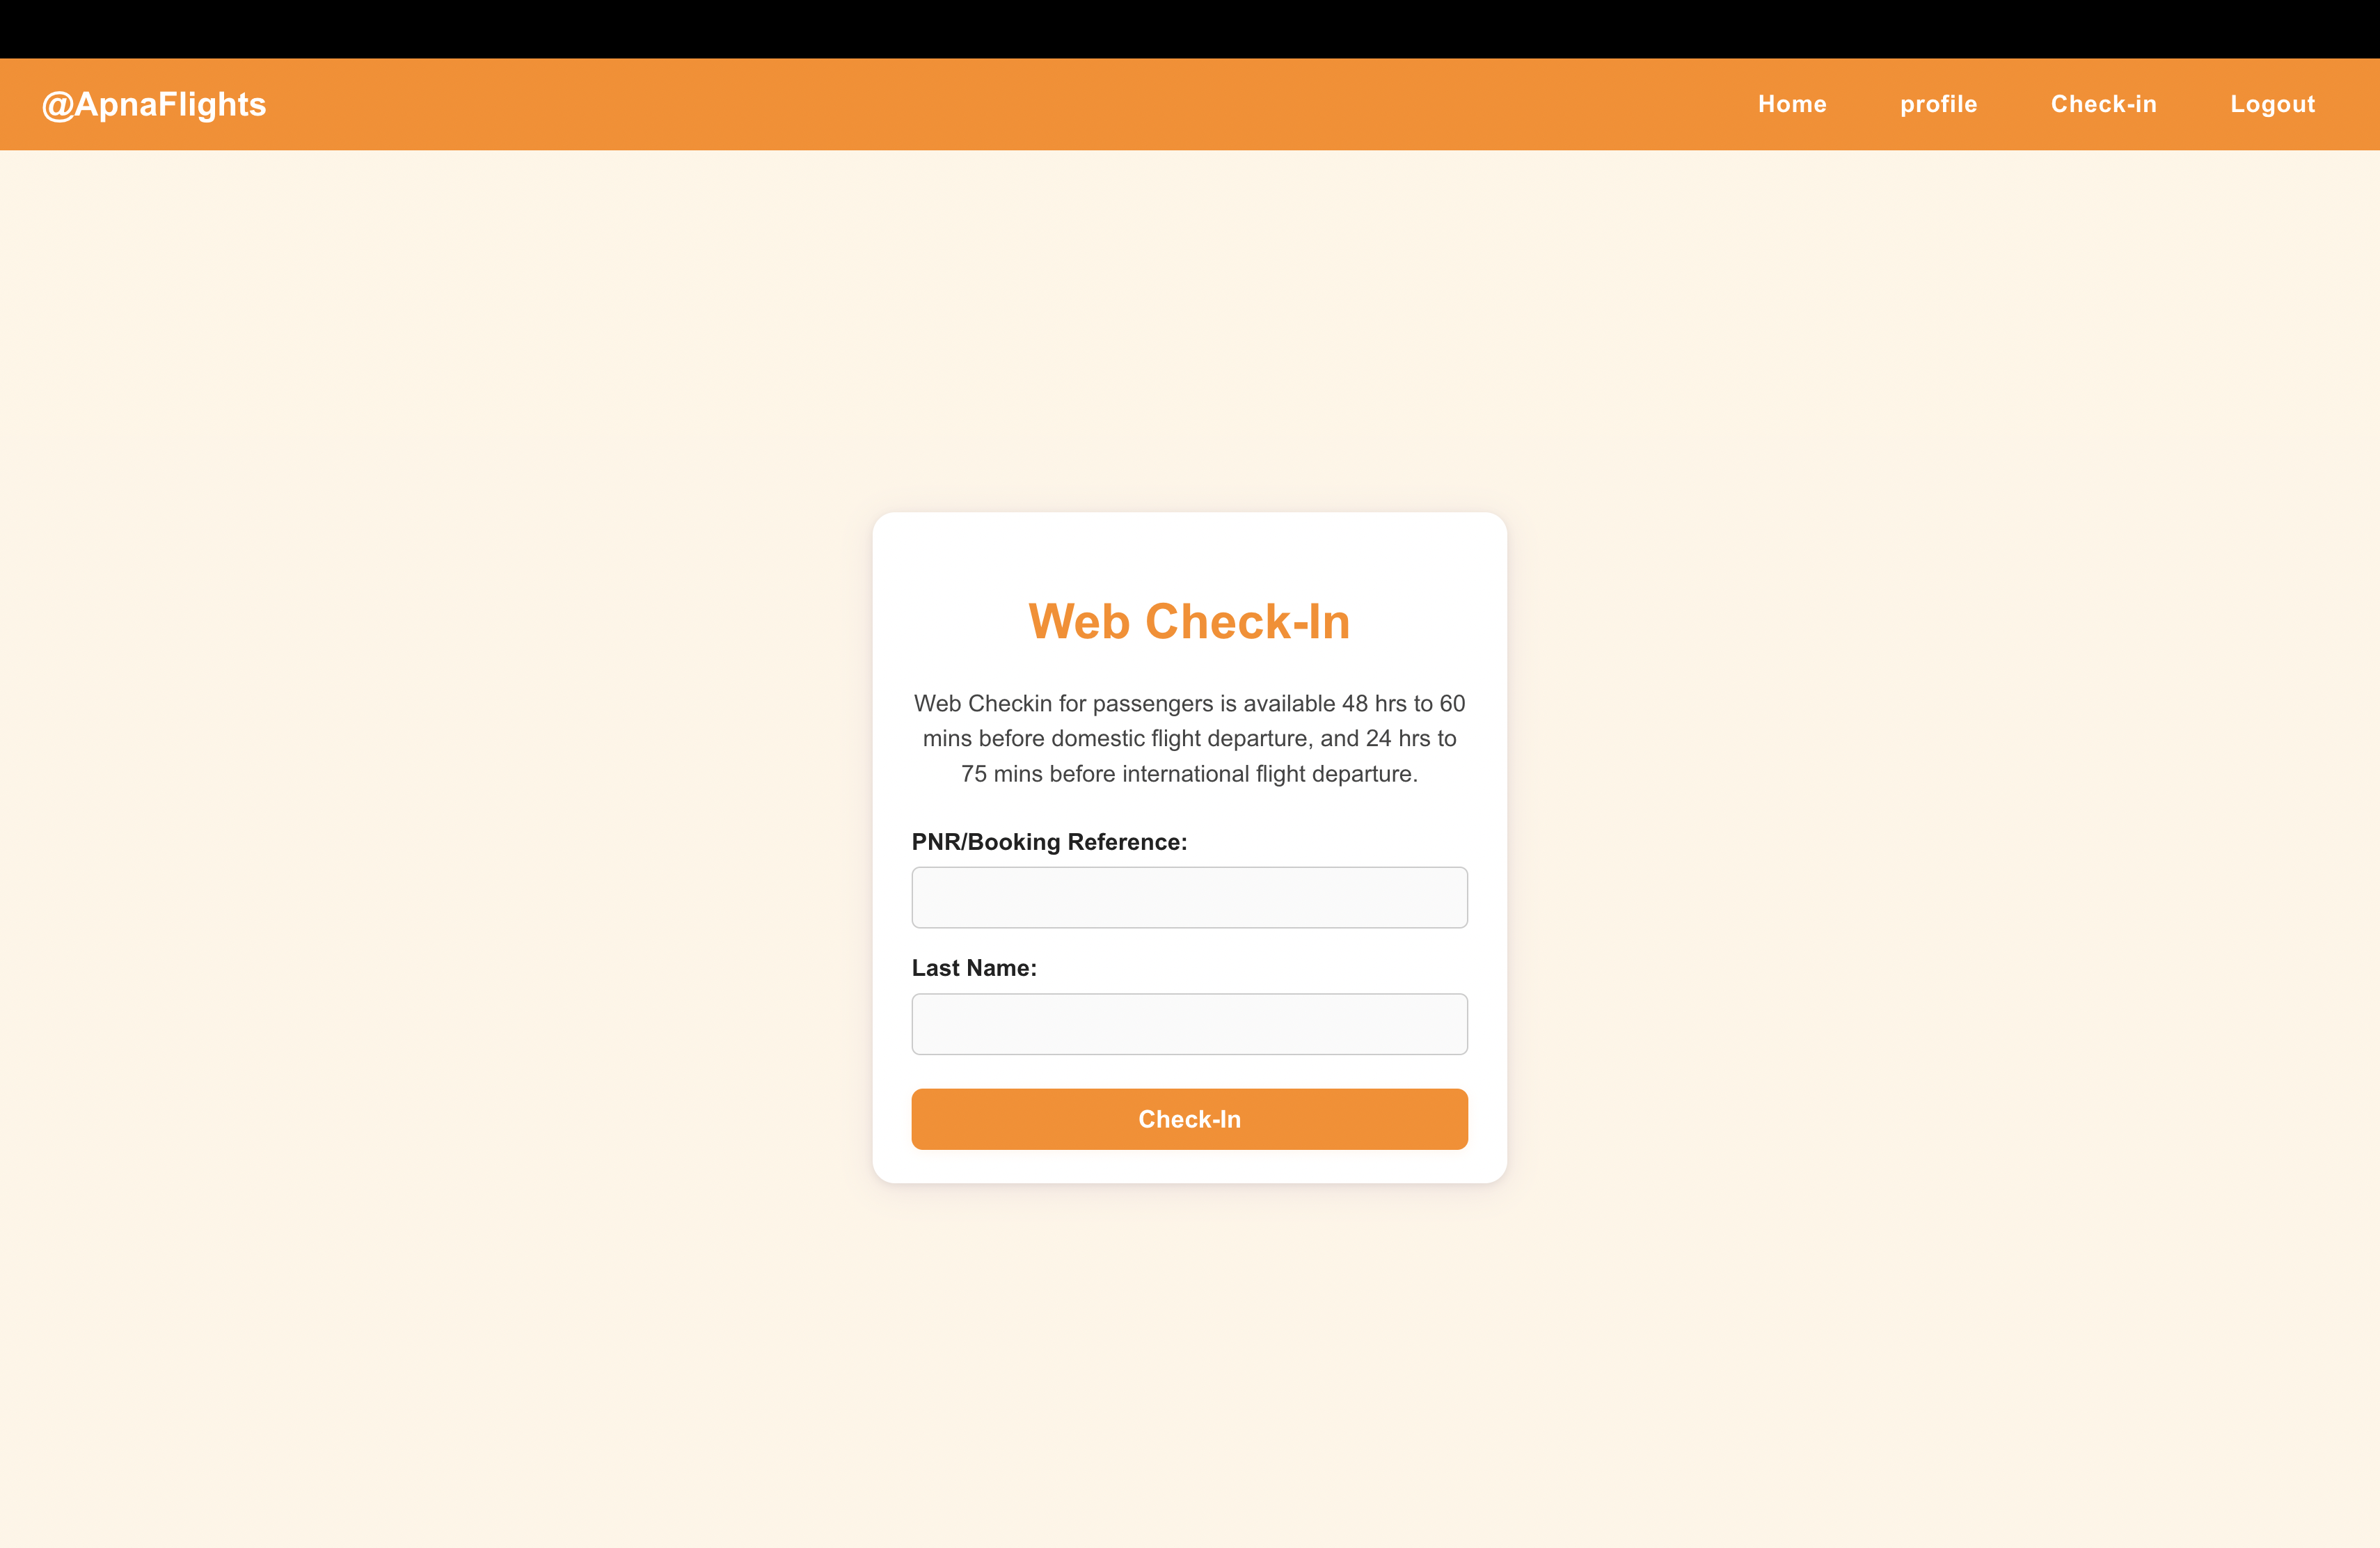 @ApnaFlights
Home profile Check-in Logout
Web Check-In
Web Checkin for passengers is available 48 hrs to 60
mins before domestic flight departure, and 24 hrs to
75 mins before international flight departure.
PNR/Booking Reference:
Last Name:
Check-In